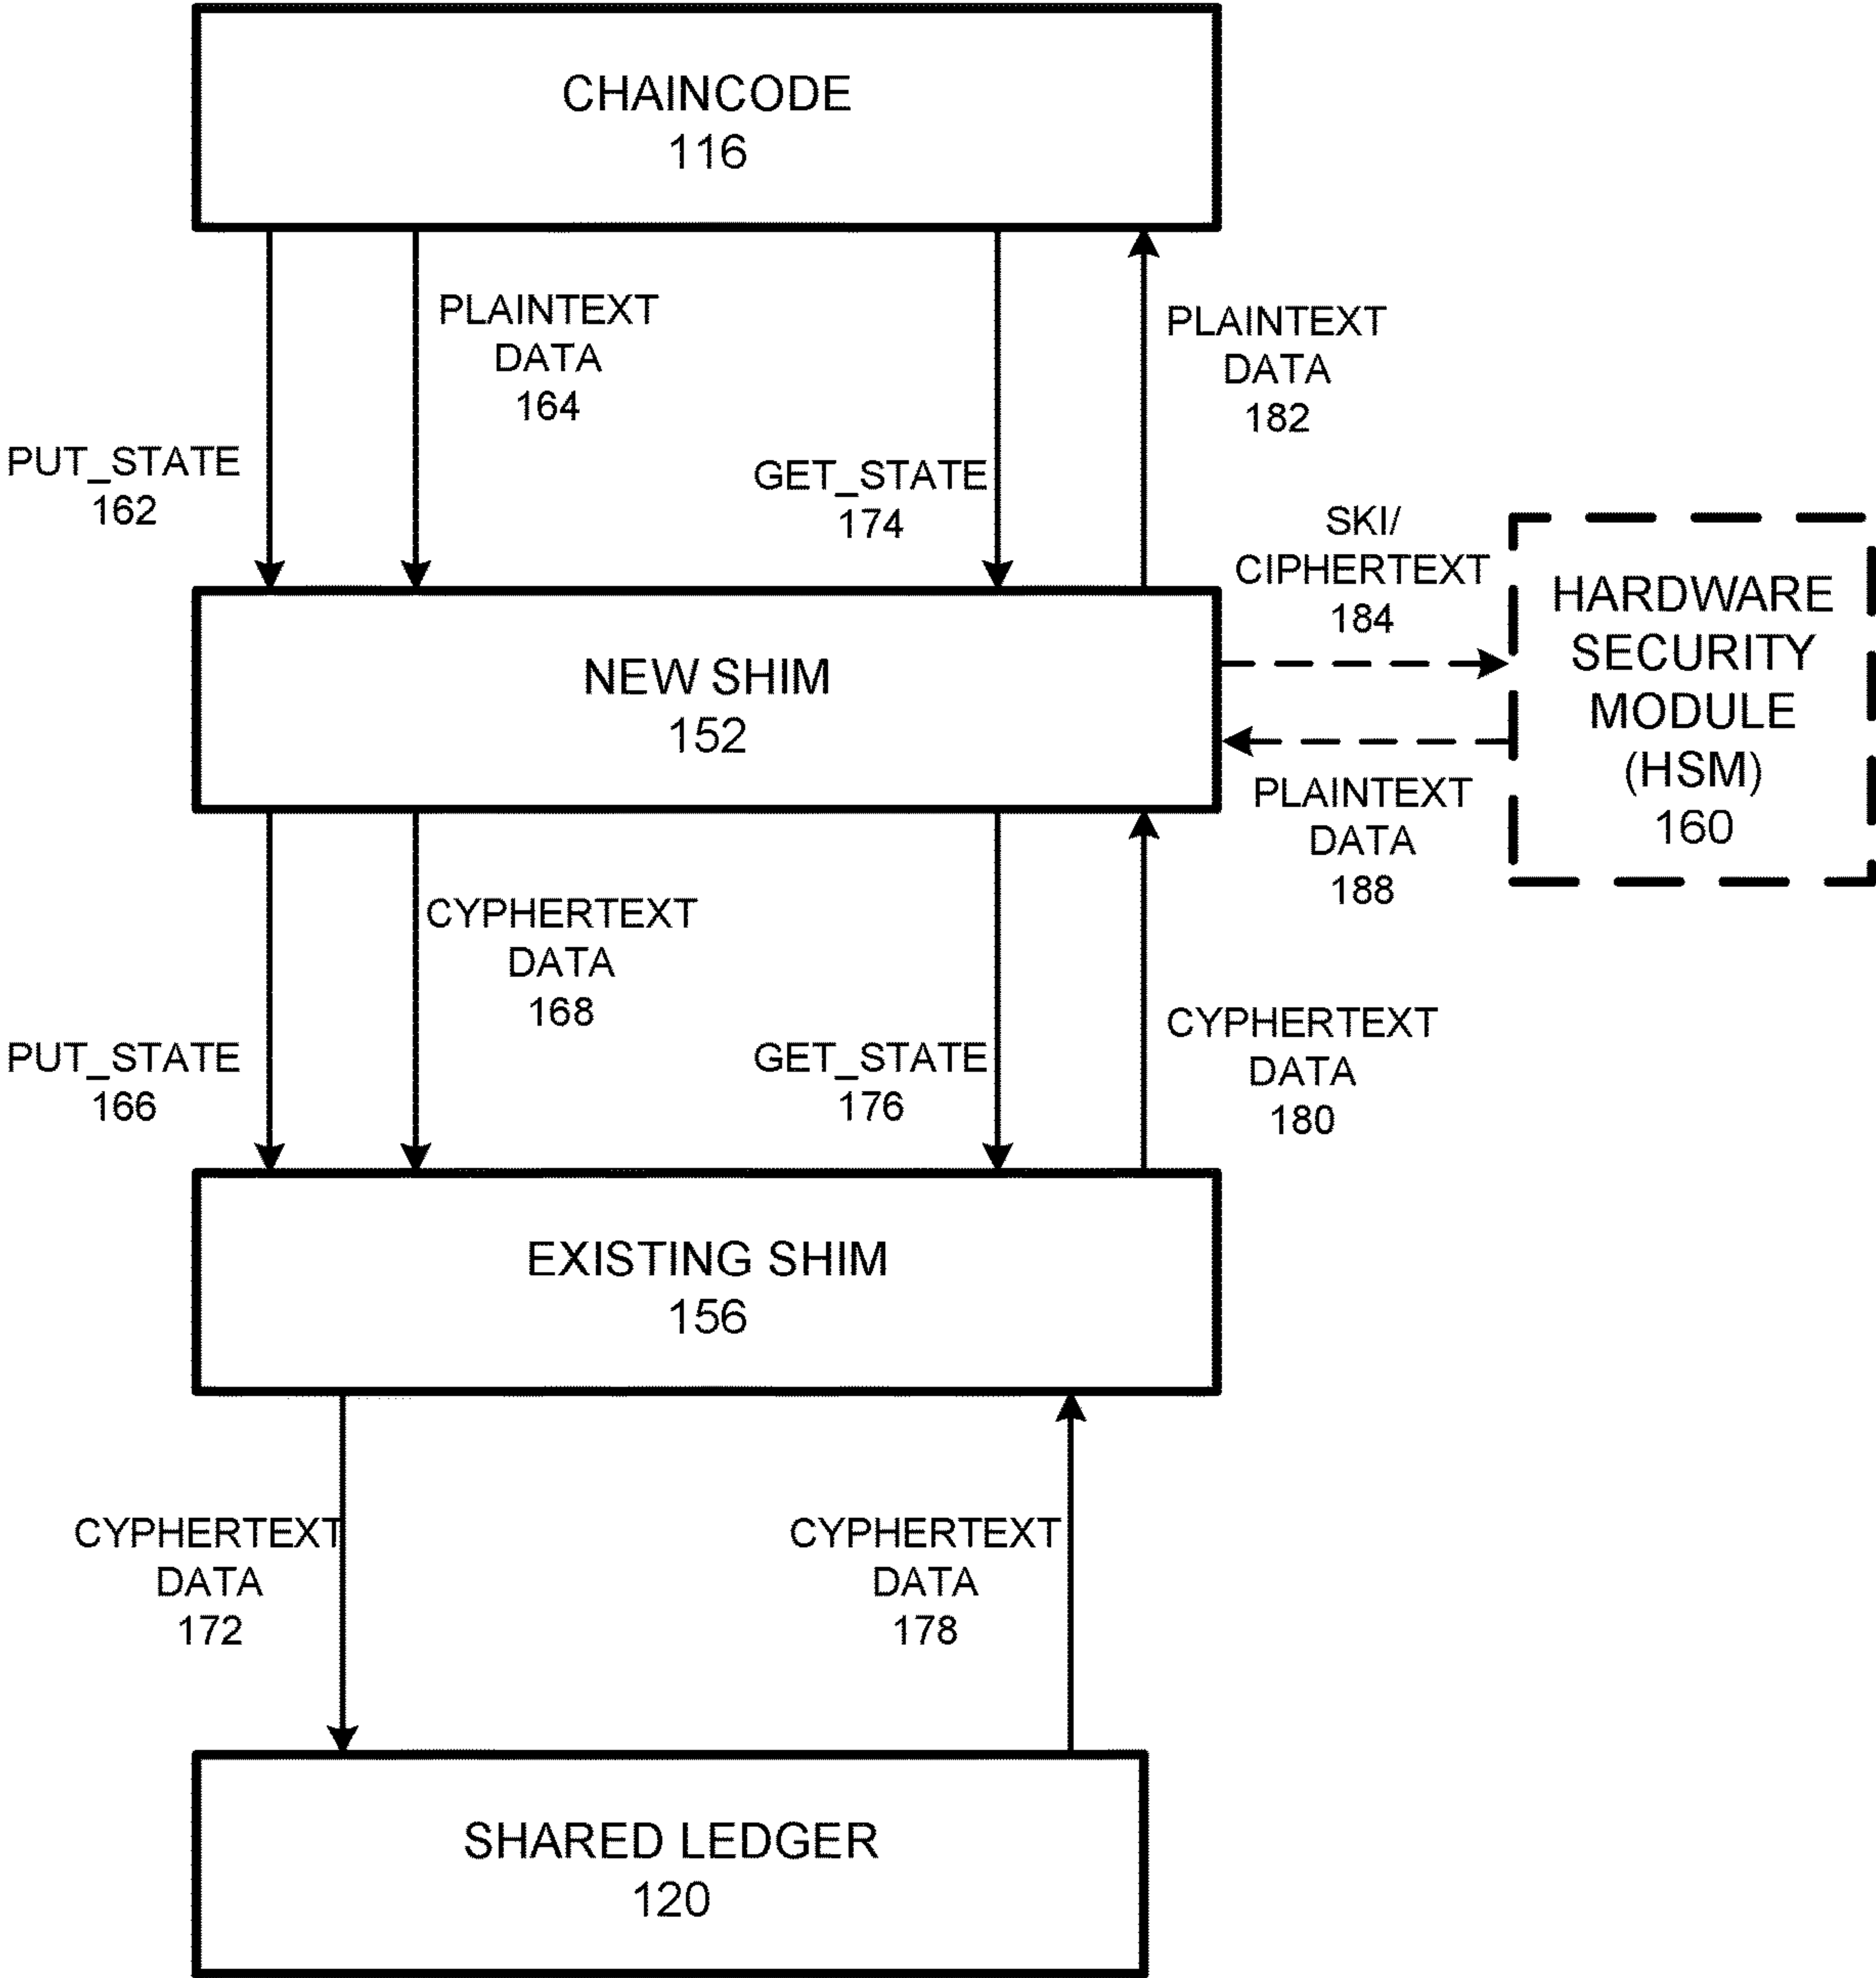 CHAINCODE
116
PLAINTEXT
DATA
164
PLAINTEXT
DATA
182
PUT_STATE
162
GET_STATE
174
SKI/
CIPHERTEXT
184
HARDWARE
SECURITY
MODULE
(HSM)
160
NEW SHIM
152
PLAINTEXT
DATA
188
CYPHERTEXT
DATA
168
CYPHERTEXT
DATA
180
PUT_STATE
166
GET_STATE
176
EXISTING SHIM
156
CYPHERTEXT
DATA
172
CYPHERTEXT
DATA
178
SHARED LEDGER
120